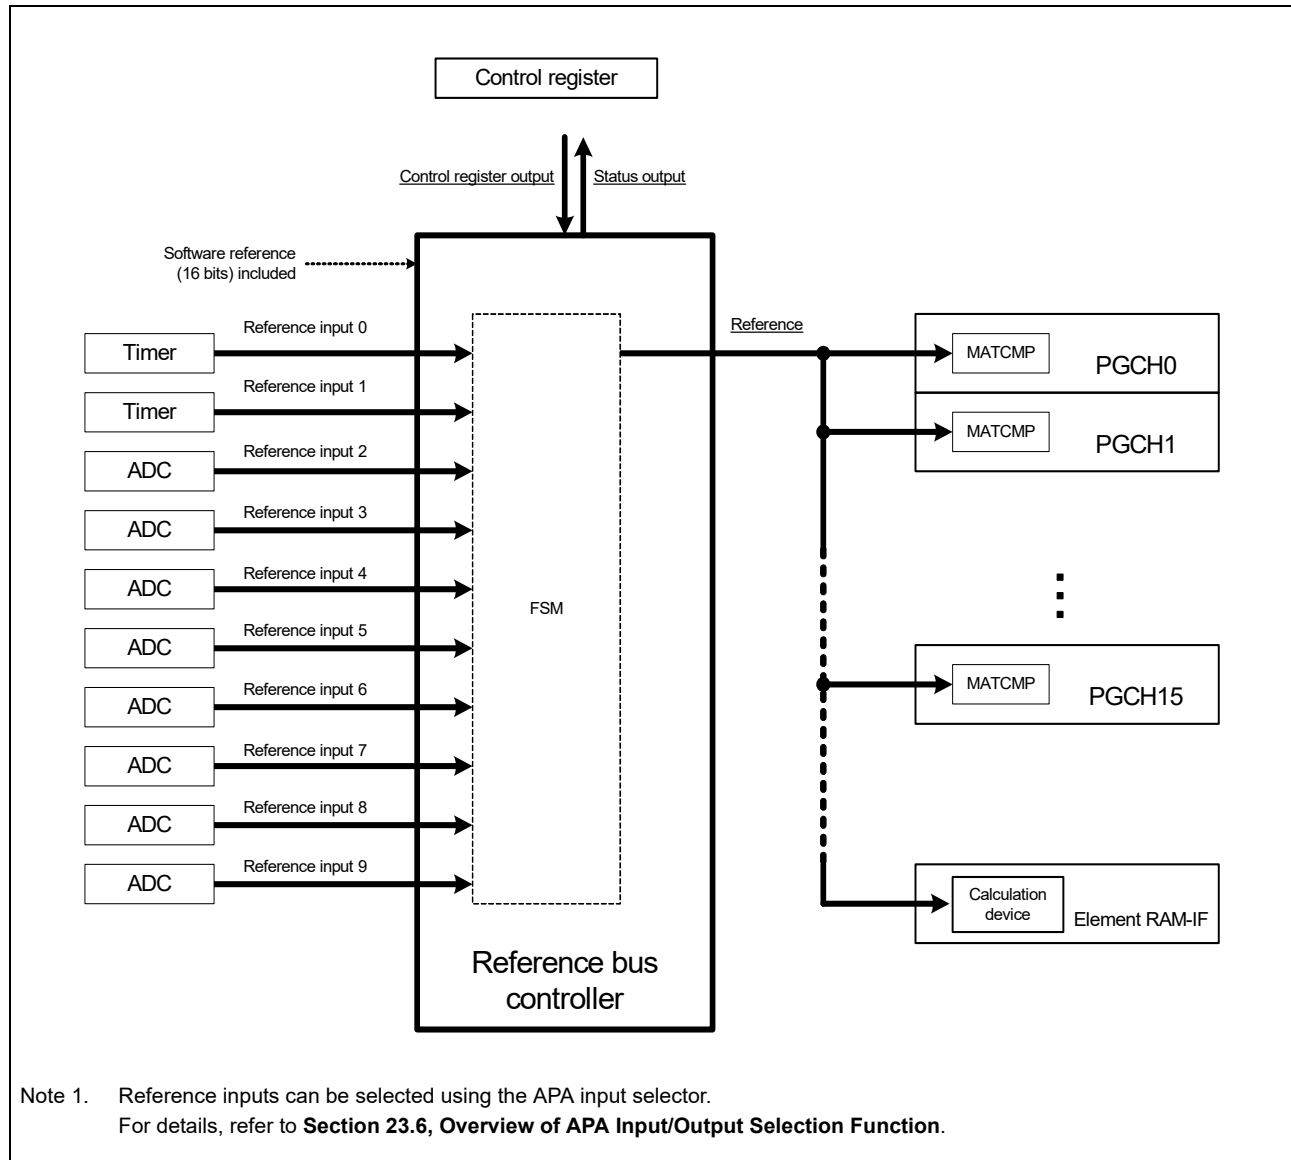 Control register
Control register output
Status output
Software reference
(16 bits) included
Reference input 0
Timer
Reference input 1
Timer
Reference input 2
ADC
Reference input 3
ADC
Reference input 4
ADC
Reference input 5
ADC
Reference input 6
ADC
Reference input 7
ADC
Reference input 8
ADC
Reference input 9
ADC
FSM
Reference bus
controller
Reference
MATCMP
PGCH0
MATCMP
PGCH1
MATCMP
PGCH15
Calculation
device
Element RAM-IF
Note 1. Reference inputs can be selected using the APA input selector.
For details, refer to Section 23.6, Overview of APA Input/Output Selection Function.